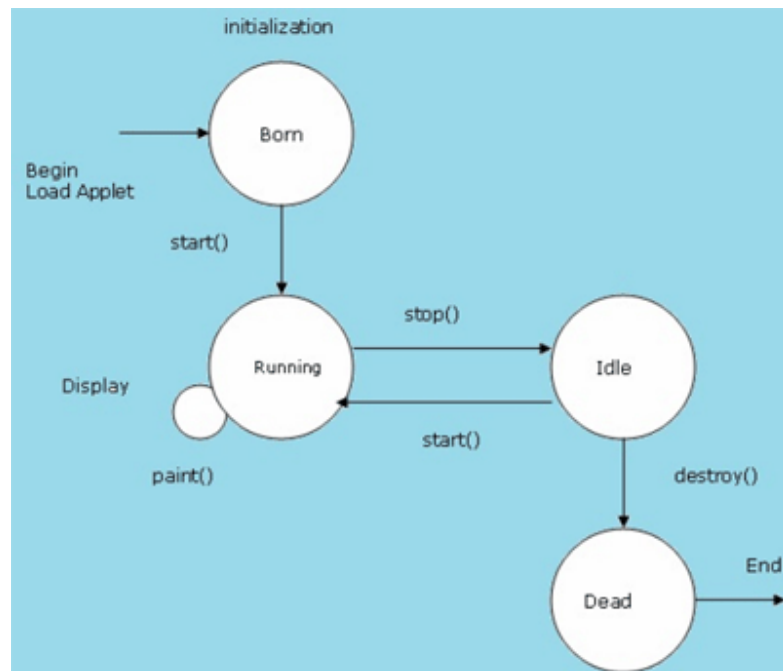 initialization
Born
Begin
Load Applet
start()
stop()
Running
Idle
Display
start()
paint()
destroy()
End
Dead